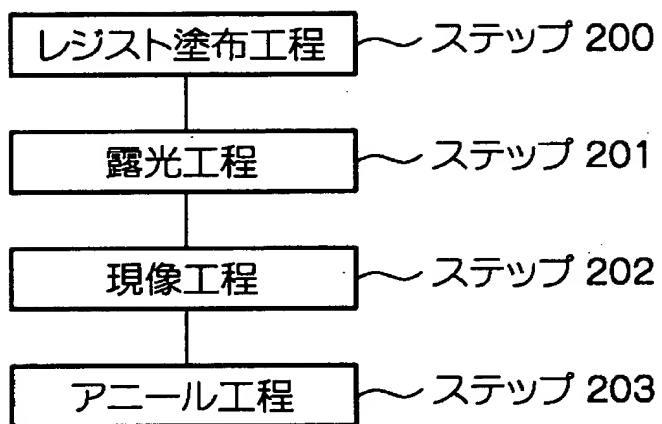 レジスト塗布工程 ステップ 200
露光工程 ステップ 201
現像工程 ステップ 202
アニール工程 ステップ 203